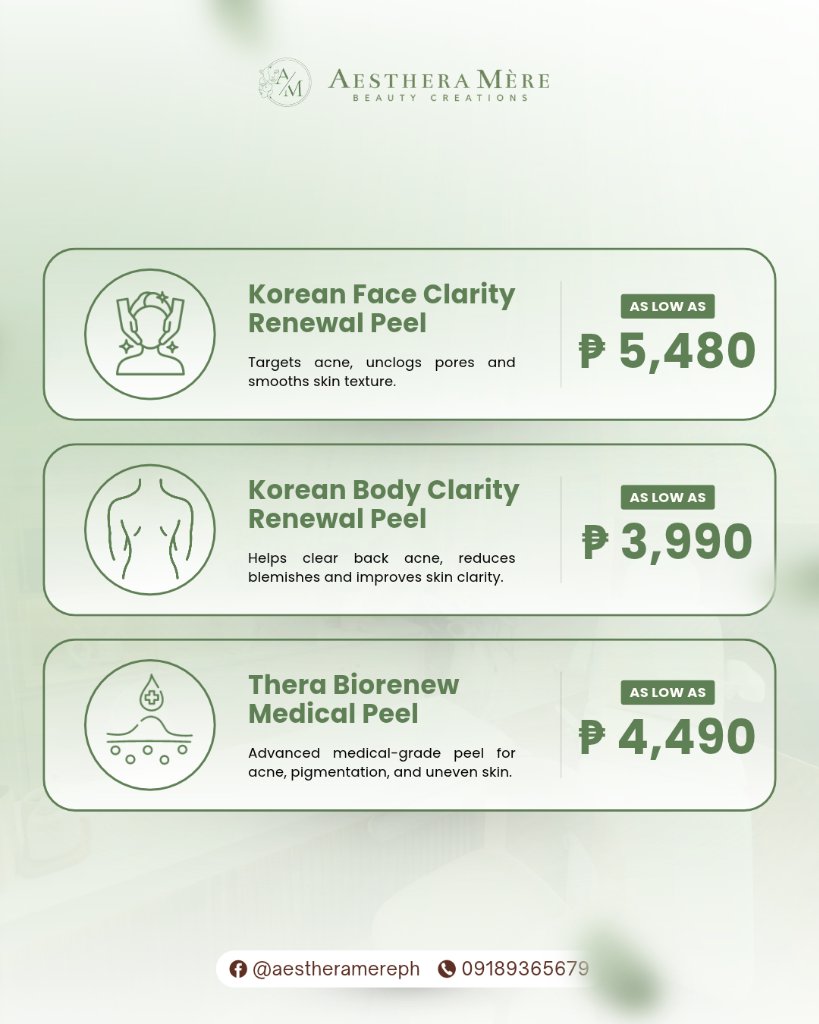 A/M
AESTHERA MÈRE
BEAUTY CREATIONS
Korean Face Clarity
Renewal Peel
Targets acne, unclogs pores and
smooths skin texture.
AS LOW AS
₱ 5,480
Korean Body Clarity
Renewal Peel
Helps clear back acne, reduces
blemishes and improves skin clarity.
AS LOW AS
₱ 3,990
Thera Biorenew
Medical Peel
Advanced medical-grade peel for
acne, pigmentation, and uneven skin.
AS LOW AS
₱ 4,490
@aestheramereph 09189365679